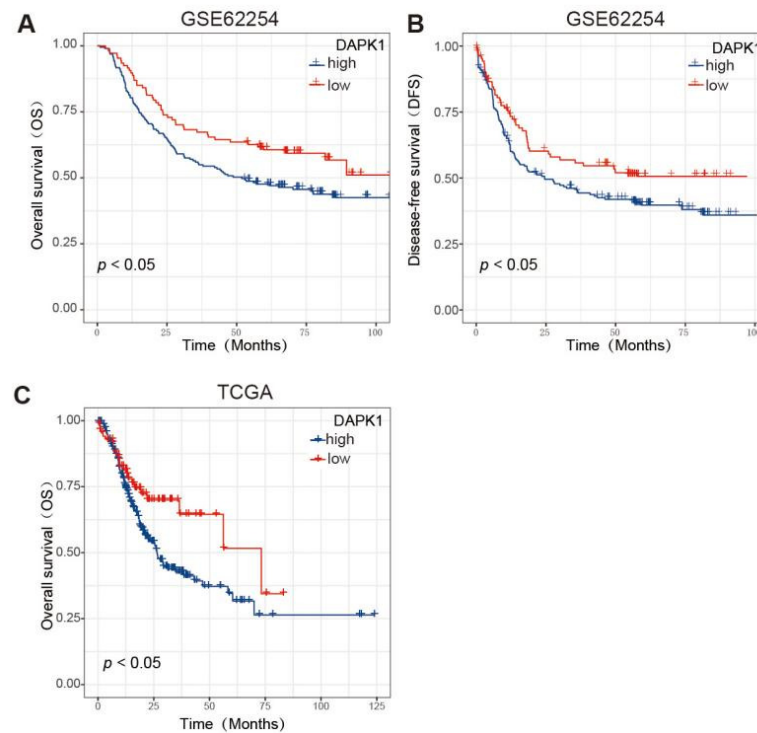 A
GSE62254
DAPK1
high
low
1.00
0.75
0.50
0.25
0.00
Overall survival（OS）
p < 0.05
0
25
50
75
100
Time（Months）
B
GSE62254
DAPK1
high
low
1.00
0.75
0.50
0.25
0.00
Disease-free survival（DFS）
p < 0.05
0
25
50
75
100
Time（Months）
C
TCGA
DAPK1
high
low
1.00
0.75
0.50
0.25
0.00
Overall survival（OS）
p < 0.05
0
25
50
75
100
125
Time（Months）